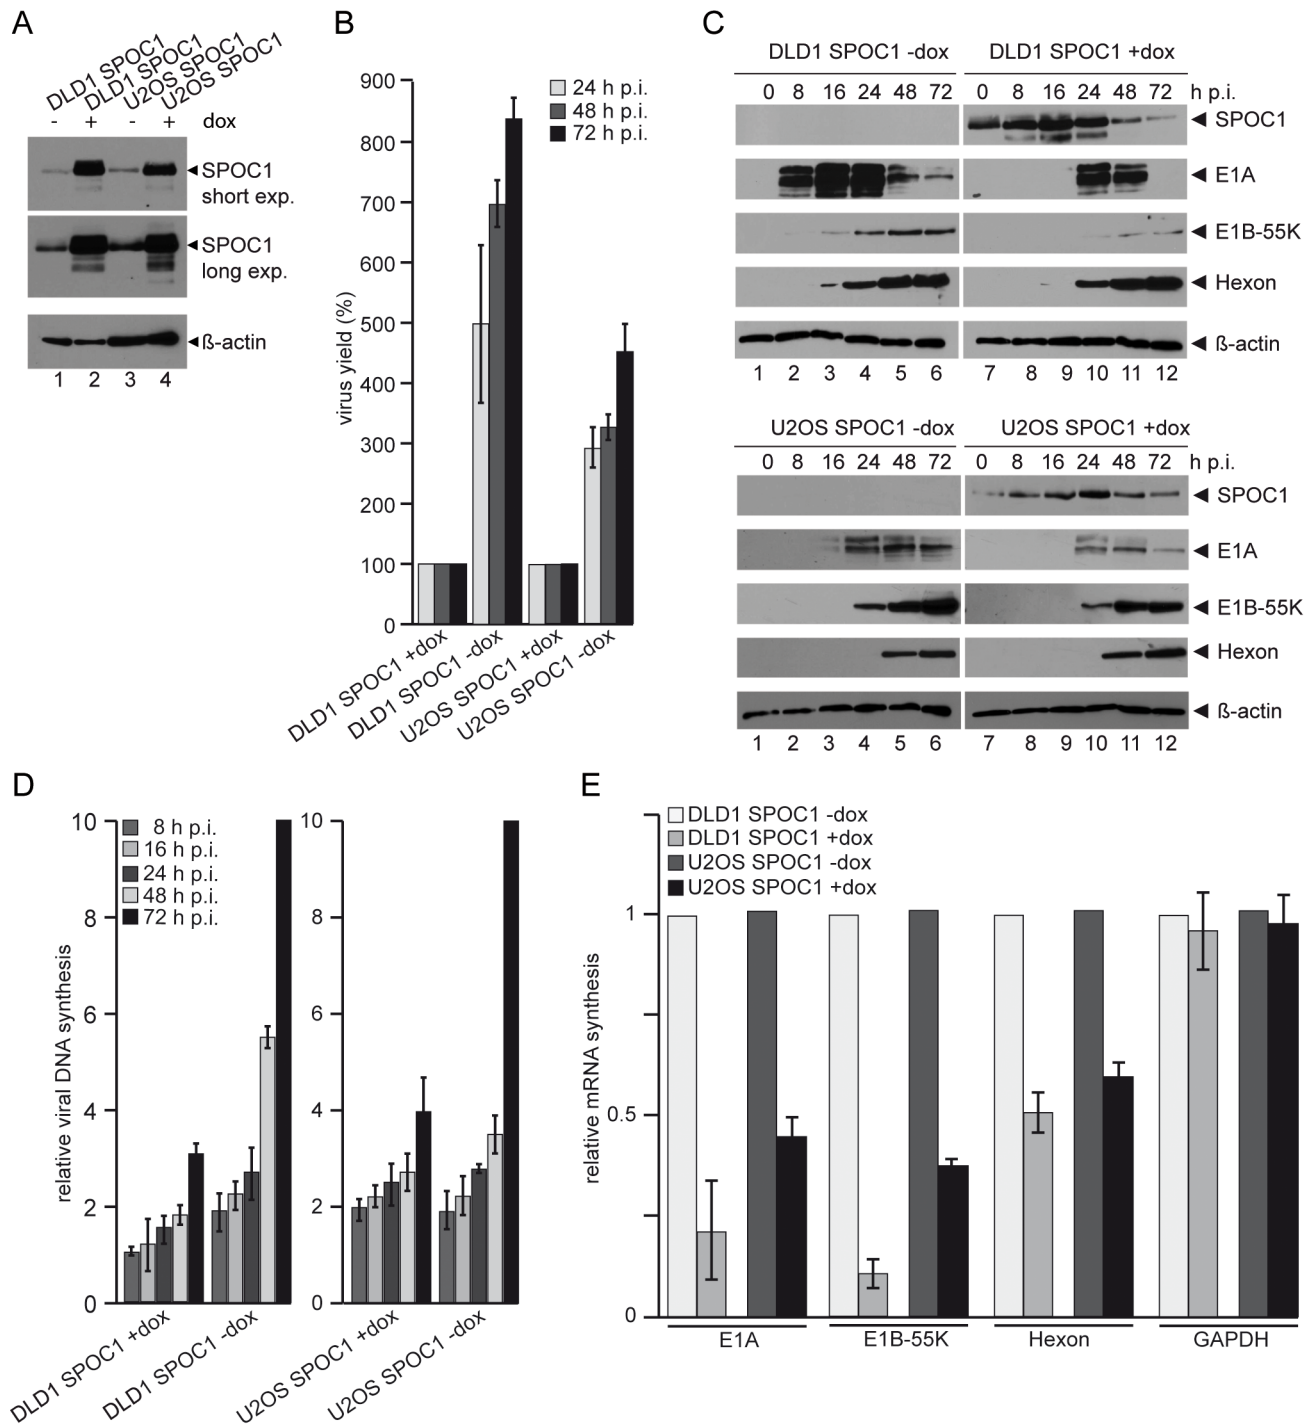 A
DLD1 SPOC1
DLD1 SPOC1
U2OS SPOC1
U2OS SPOC1
- + - + dox
SPOC1
short exp.
SPOC1
long exp.
ß-actin
1 2 3 4
B
24 h p.i.
48 h p.i.
72 h p.i.
virus yield (%)
900
800
700
600
500
400
300
200
100
0
DLD1 SPOC1 +dox
DLD1 SPOC1 -dox
U2OS SPOC1 +dox
U2OS SPOC1 -dox
C
DLD1 SPOC1 -dox DLD1 SPOC1 +dox
0 8 16 24 48 72 0 8 16 24 48 72 h p.i.
SPOC1
E1A
E1B-55K
Hexon
ß-actin
1 2 3 4 5 6 7 8 9 10 11 12
U2OS SPOC1 -dox U2OS SPOC1 +dox
0 8 16 24 48 72 0 8 16 24 48 72 h p.i.
SPOC1
E1A
E1B-55K
Hexon
ß-actin
1 2 3 4 5 6 7 8 9 10 11 12
D
relative viral DNA synthesis
10
8
6
4
2
0
8 h p.i.
16 h p.i.
24 h p.i.
48 h p.i.
72 h p.i.
DLD1 SPOC1 +dox
DLD1 SPOC1 -dox
10
8
6
4
2
0
U2OS SPOC1 +dox
U2OS SPOC1 -dox
E
DLD1 SPOC1 -dox
DLD1 SPOC1 +dox
U2OS SPOC1 -dox
U2OS SPOC1 +dox
relative mRNA synthesis
1
0.5
0
E1A E1B-55K Hexon GAPDH